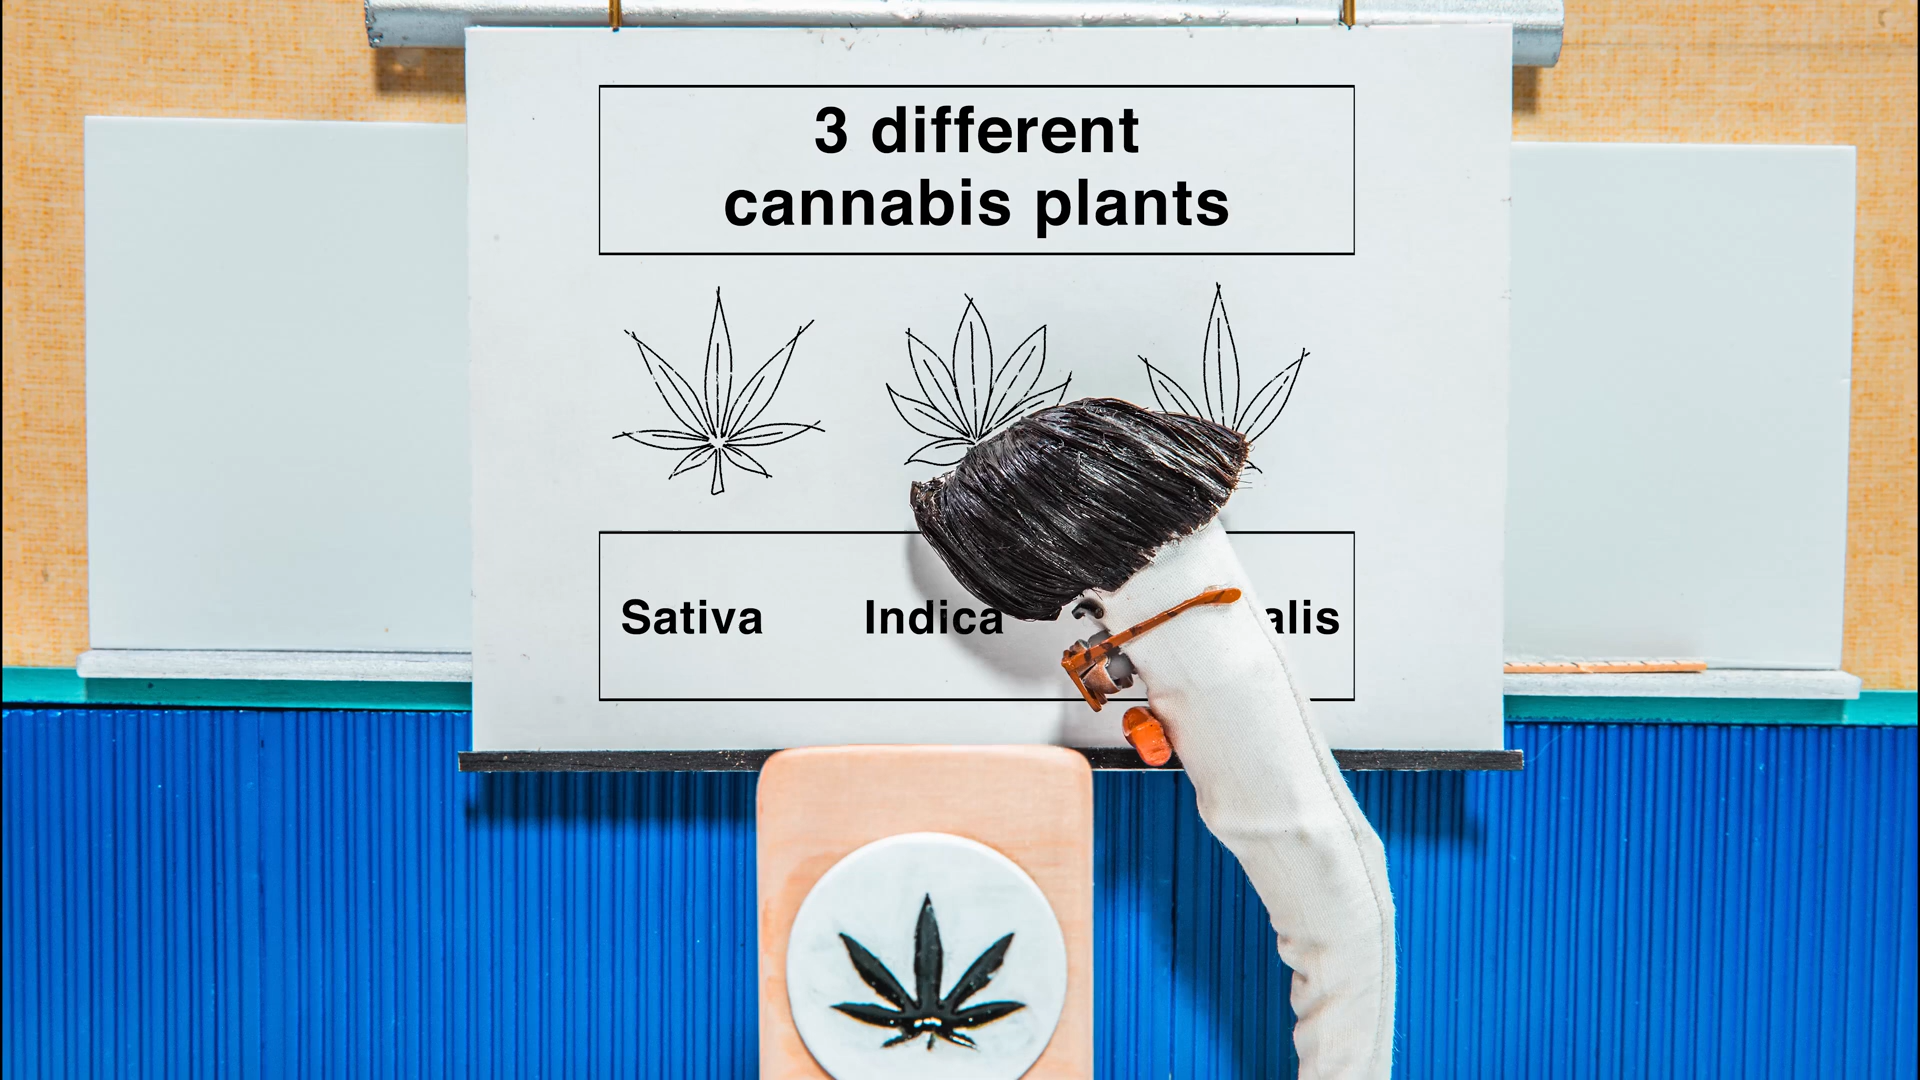 3 different
cannabis plants
Sativa Indica alis